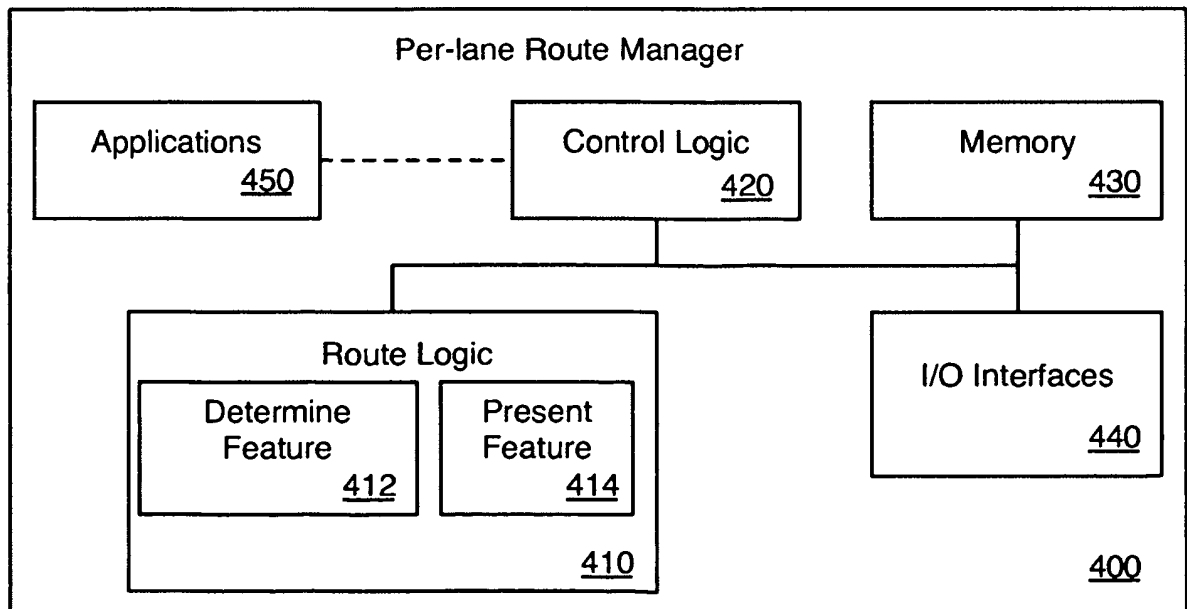 Per-lane Route Manager
Applications
450
Control Logic
420
Memory
430
Route Logic
Determine
Feature
412
Present
Feature
414
410
I/O Interfaces
440
400